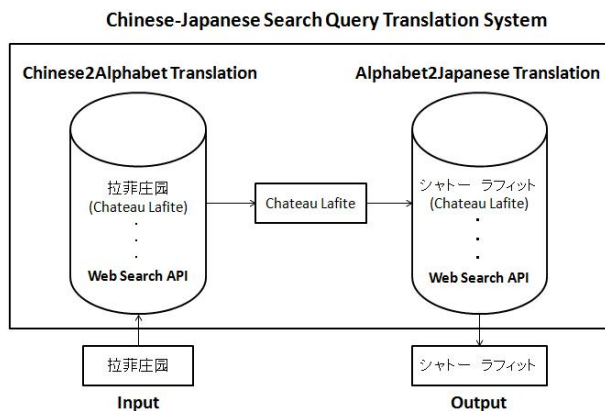 Chinese-Japanese Search Query Translation System
Chinese2Alphabet Translation
Alphabet2Japanese Translation
拉菲庄园
(Chateau Lafite)
Web Search API
Chateau Lafite
シャトー ラフィット
(Chateau Lafite)
Web Search API
拉菲庄园
Input
シャトー ラフィット
Output